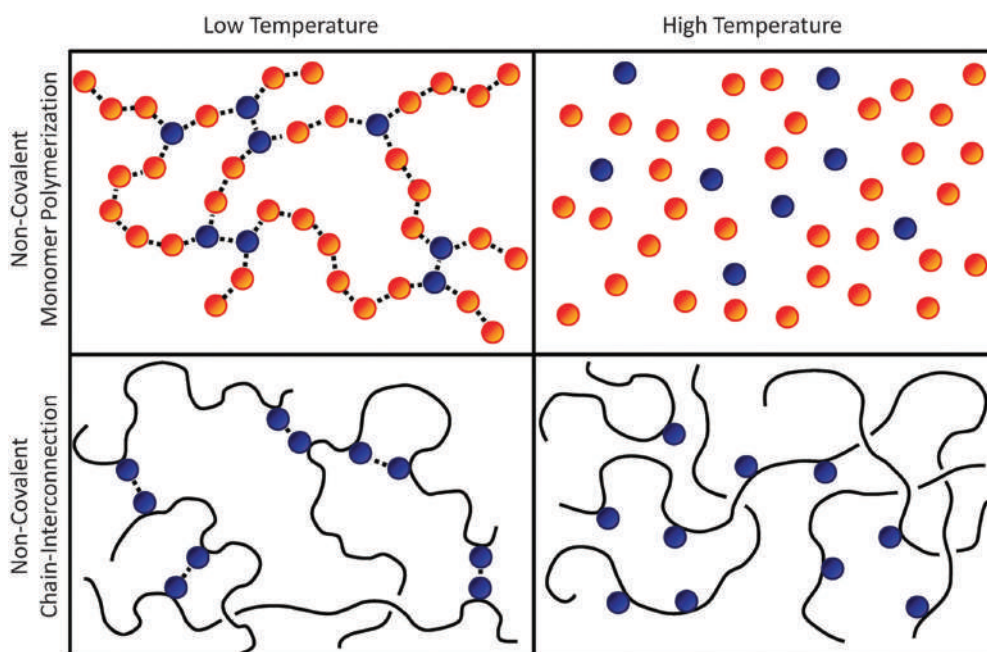 Low Temperature
High Temperature
Non-Covalent
Monomer Polymerization
Non-Covalent
Chain-Interconnection